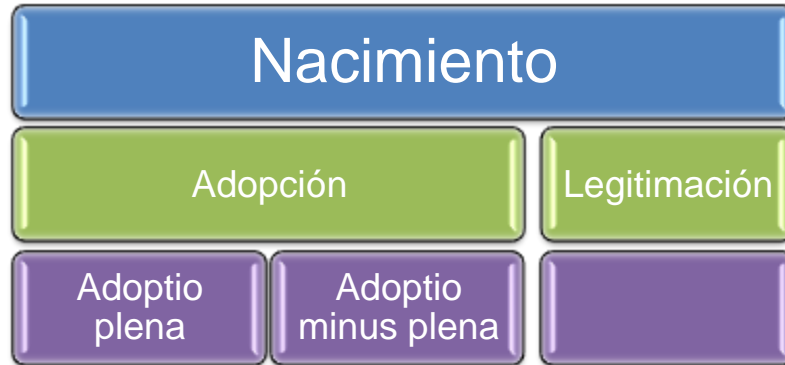 Nacimiento
Adopción
Legitimación
Adoptio
plena
Adoptio
minus plena